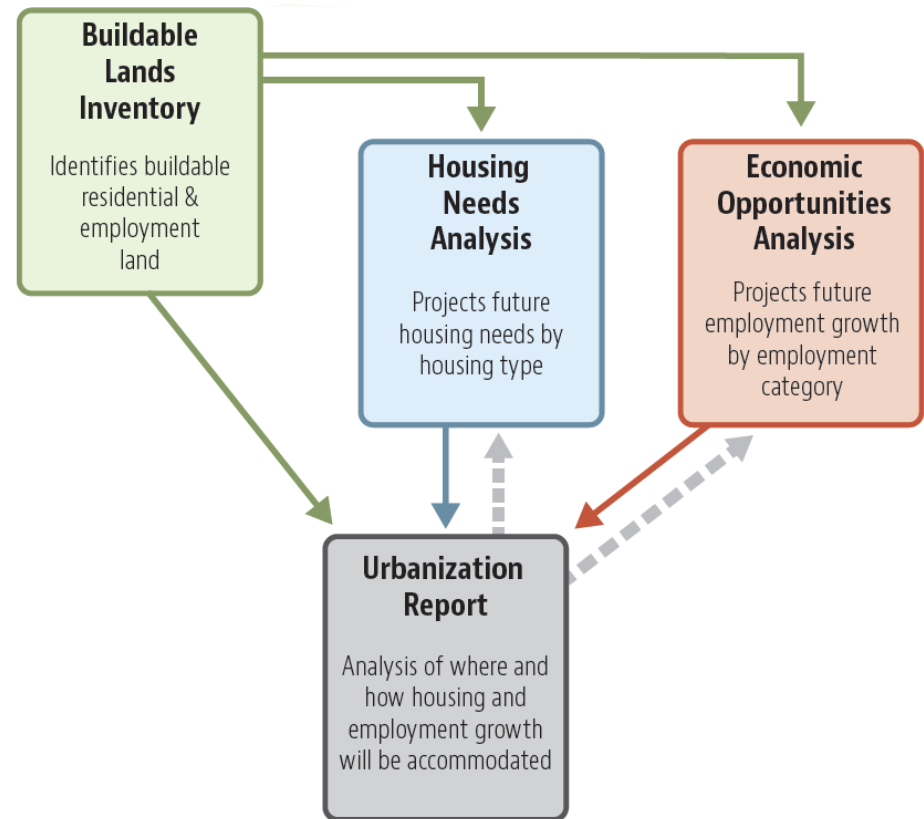 Buildable
Lands
Inventory
Identifies buildable
residential &
employment
land
Housing
Needs
Analysis
Projects future
housing needs by
housing type
Economic
Opportunities
Analysis
Projects future
employment growth
by employment
category
Urbanization
Report
Analysis of where and
how housing and
employment growth
will be accommodated